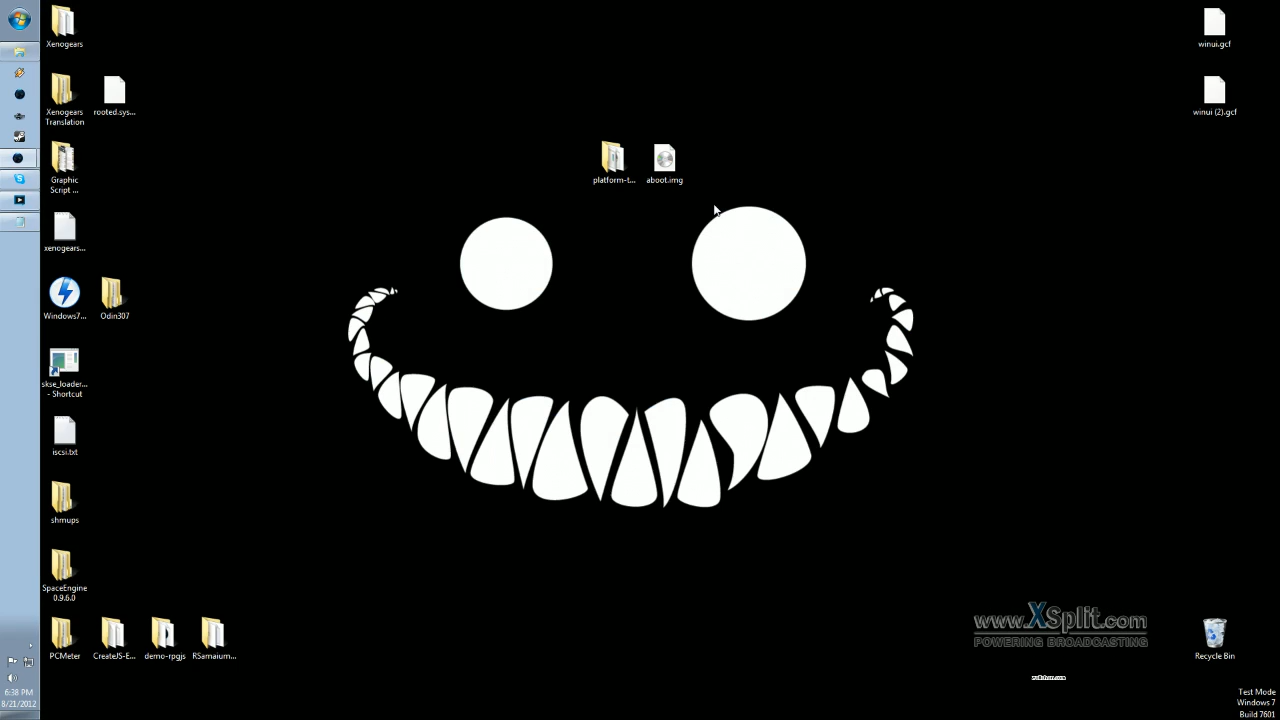 Xenogears
winui.gcf
Xenogears
Translation
rooted.sys...
winui (2).gcf
platform-t...
aboot.img
Graphic
Script ...
xenogears...
Windows7...
Odin307
skse_loader...
- Shortcut
iscsi.txt
shmups
SpaceEngine
0.9.6.0
www.XSplit.com
POWERING BROADCASTING
PCMeter
CreateJS-E...
demo-rpgjs
RSamaium...
Recycle Bin
6:38 PM
8/21/2012
Test Mode
Windows 7
Build 7601